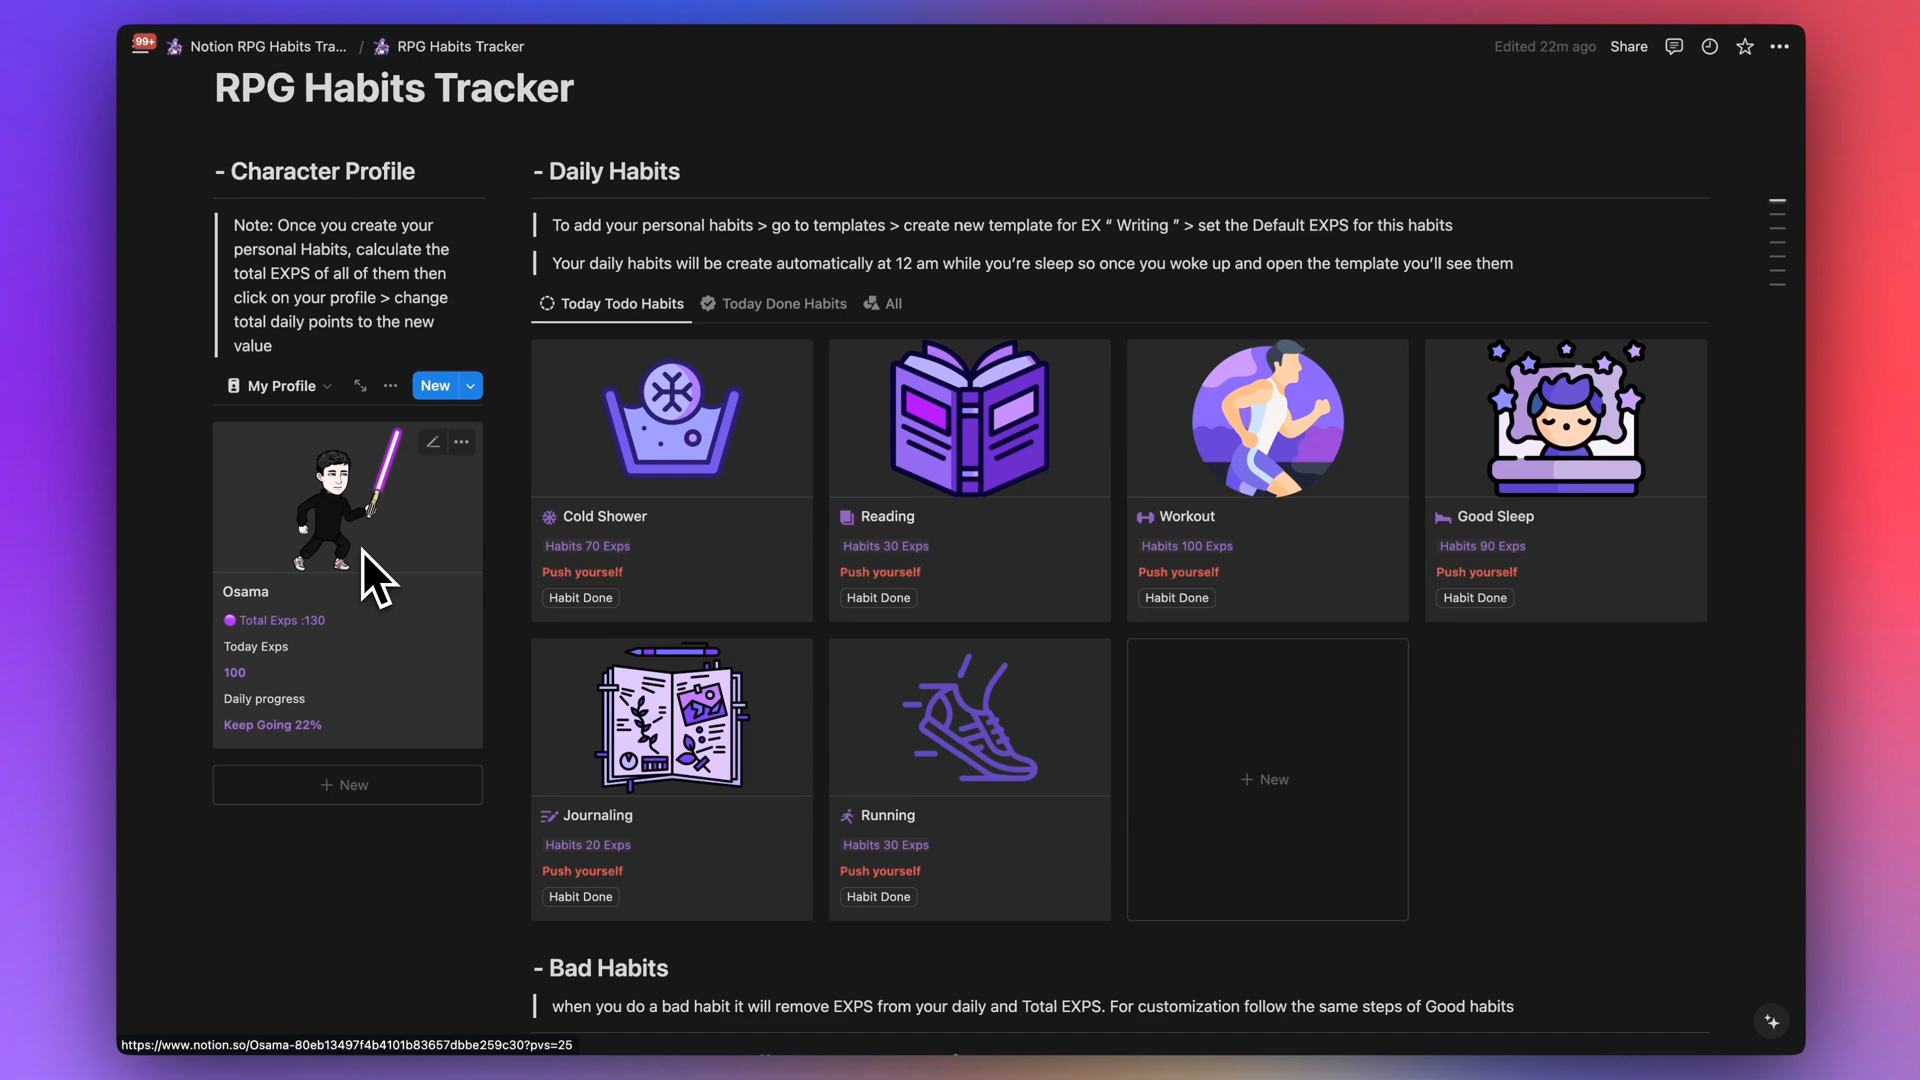 99+
Notion RPG Habits Tra... / RPG Habits Tracker
Edited 22m ago Share
RPG Habits Tracker
- Character Profile
Note: Once you create your
personal Habits, calculate the
total EXPS of all of them then
click on your profile > change
total daily points to the new
value
My Profile
New
Osama
Total Exps :130
Today Exps
100
Daily progress
Keep Going 22%
+ New
- Daily Habits
To add your personal habits > go to templates > create new template for EX “ Writing ” > set the Default EXPS for this habits
Your daily habits will be create automatically at 12 am while you’re sleep so once you woke up and open the template you’ll see them
Today Todo Habits Today Done Habits All
Cold Shower
Habits 70 Exps
Push yourself
Habit Done
Reading
Habits 30 Exps
Push yourself
Habit Done
Workout
Habits 100 Exps
Push yourself
Habit Done
Good Sleep
Habits 90 Exps
Push yourself
Habit Done
Journaling
Habits 20 Exps
Push yourself
Habit Done
Running
Habits 30 Exps
Push yourself
Habit Done
+ New
- Bad Habits
when you do a bad habit it will remove EXPS from your daily and Total EXPS. For customization follow the same steps of Good habits
https://www.notion.so/Osama-80eb13497f4b4101b83657dbbe259c30?pvs=25